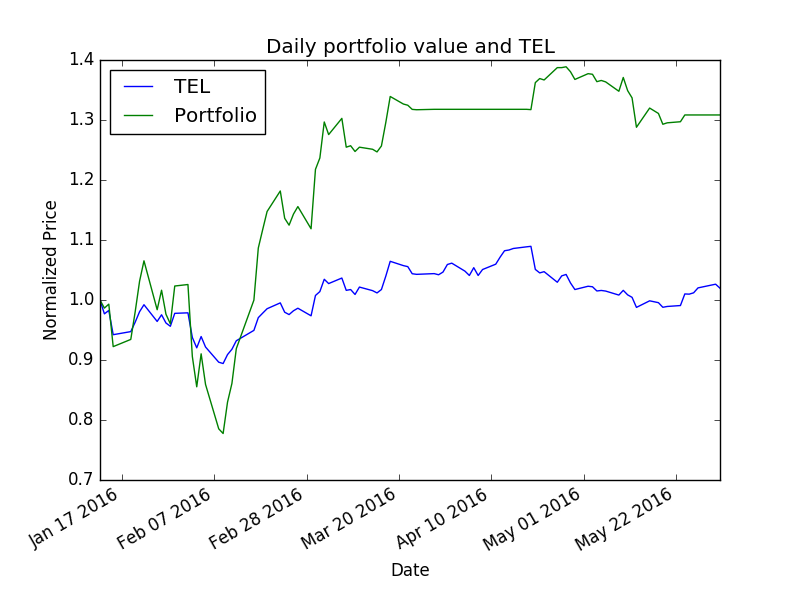 Daily portfolio value and TEL
TEL
Portfolio
1.4
1.3
1.2
1.1
1.0
0.9
0.8
0.7
Normalized Price
Jan 17 2016
Feb 07 2016
Feb 28 2016
Mar 20 2016
Apr 10 2016
May 01 2016
May 22 2016
Date